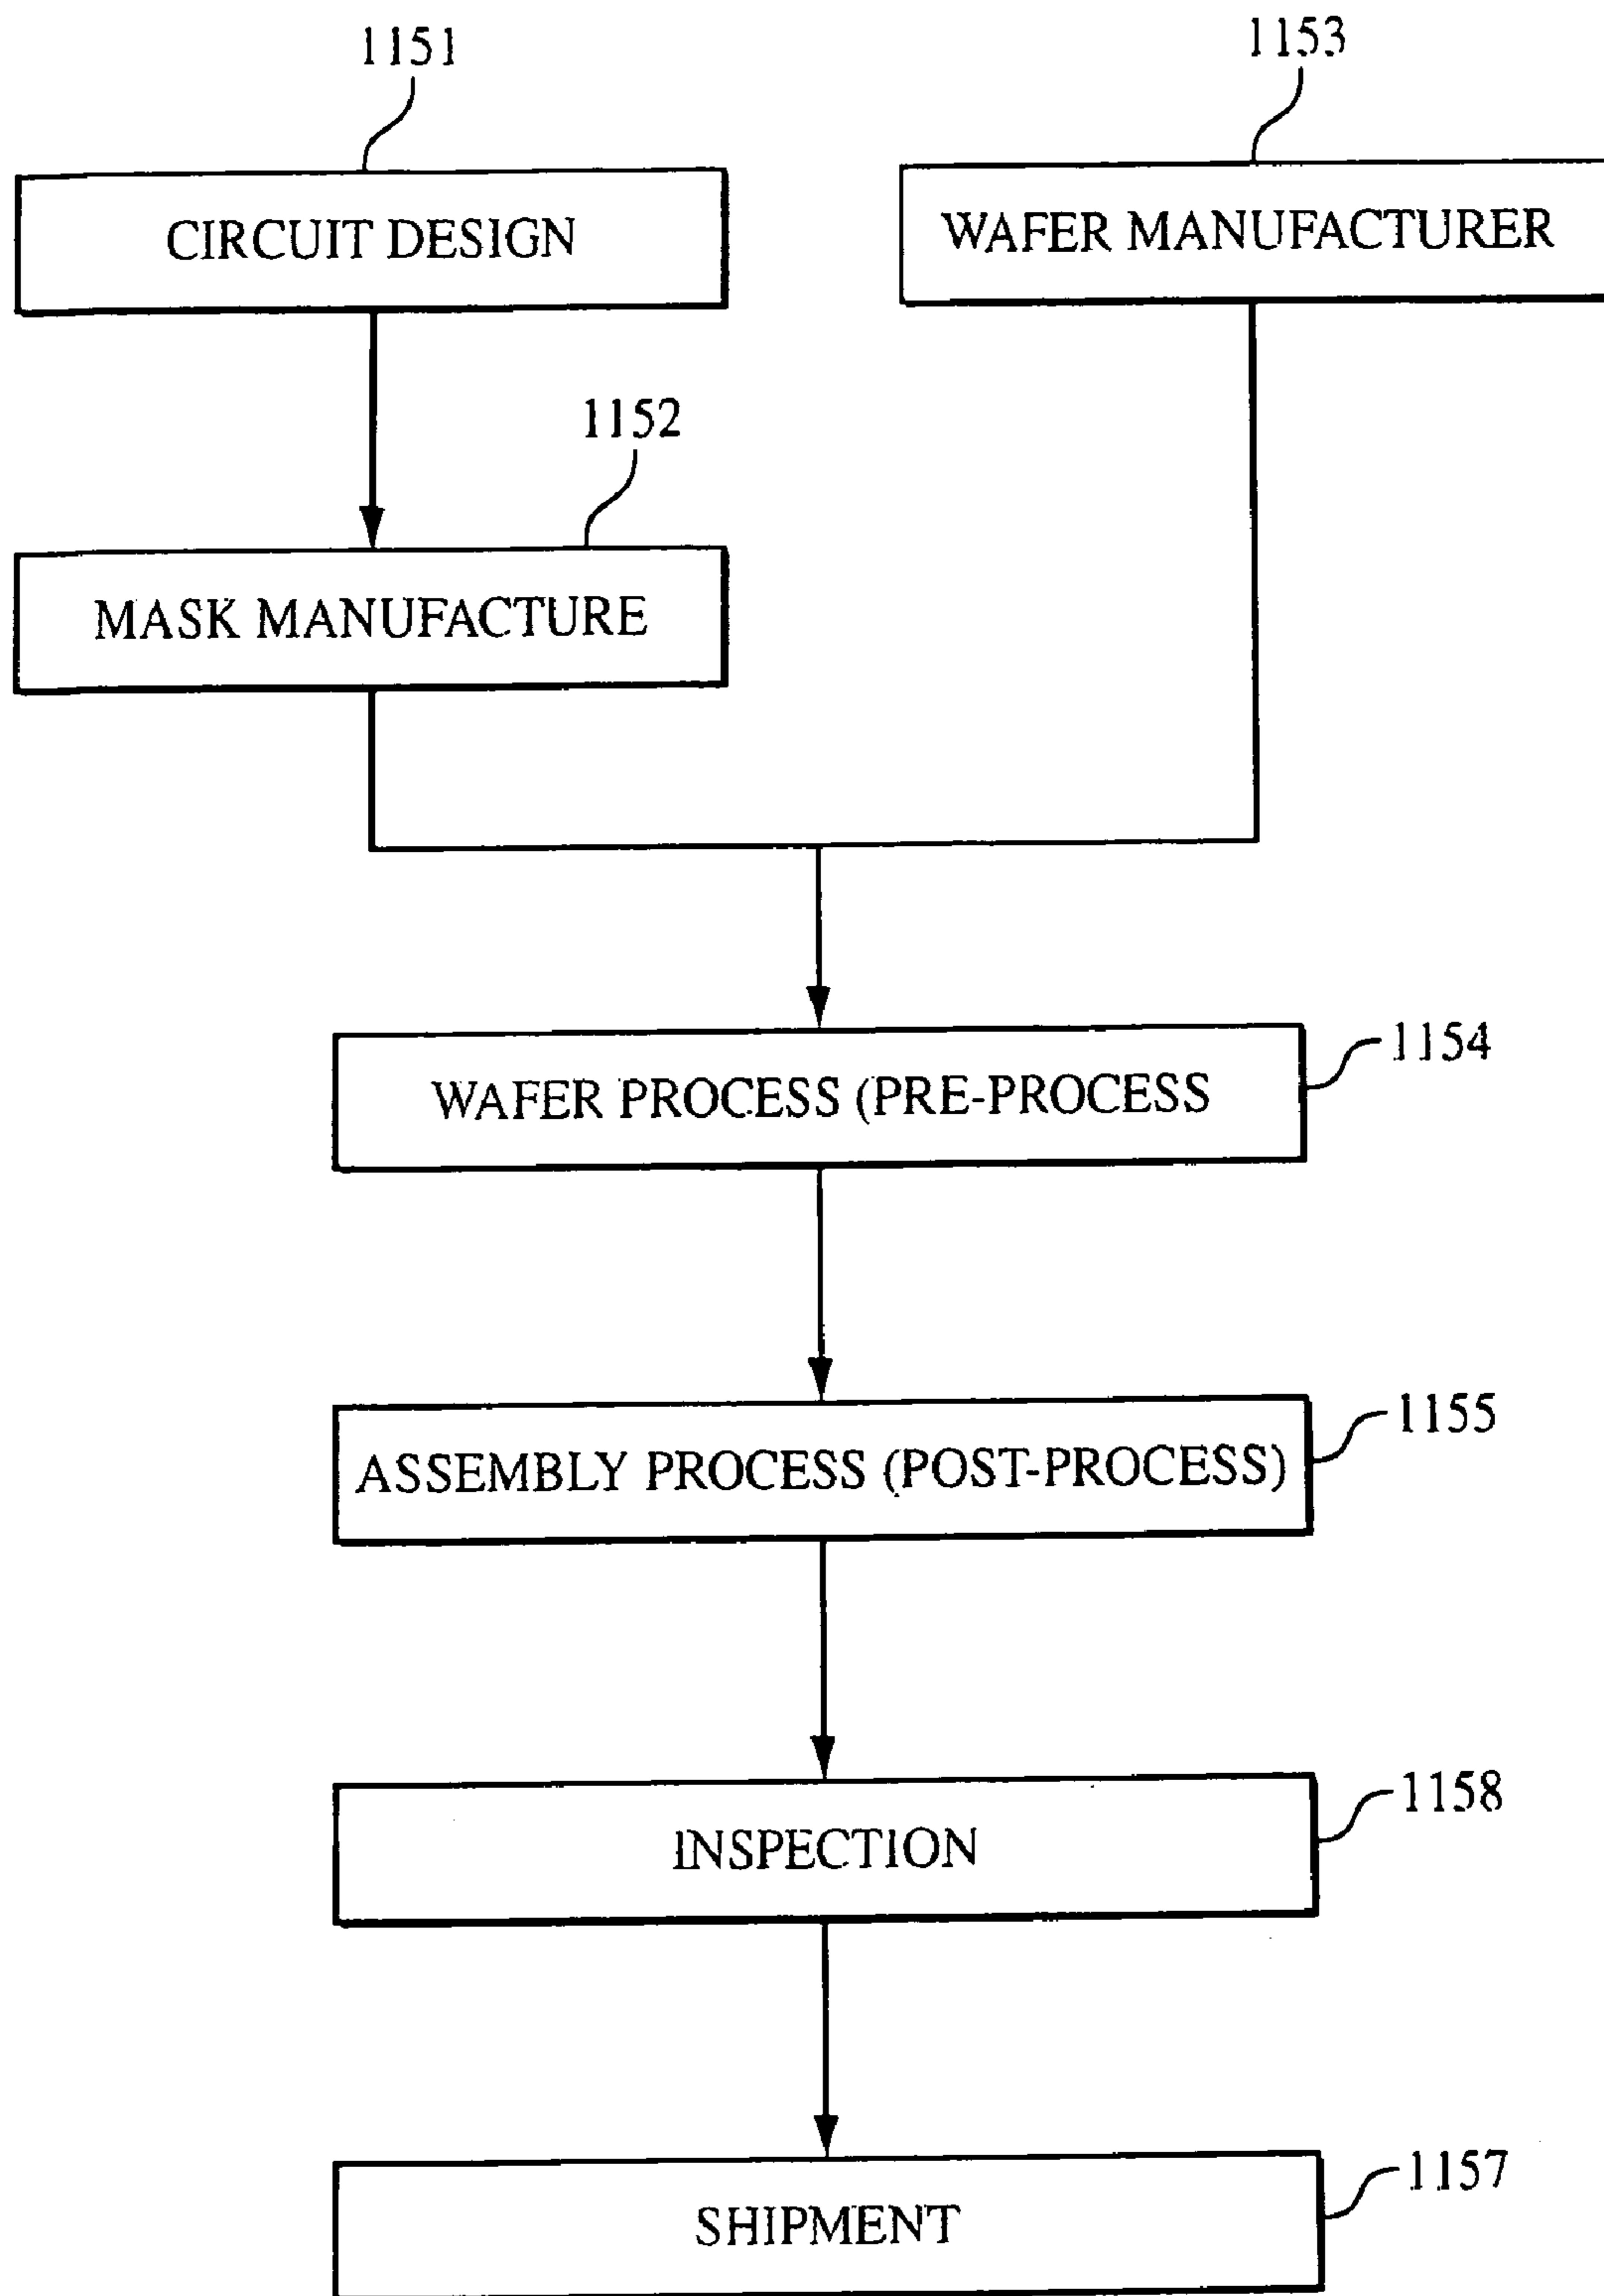 1151
CIRCUIT DESIGN
1153
WAFER MANUFACTURER
1152
MASK MANUFACTURE
1154
WAFER PROCESS (PRE-PROCESS
1155
ASSEMBLY PROCESS (POST-PROCESS)
1158
INSPECTION
1157
SHIPMENT